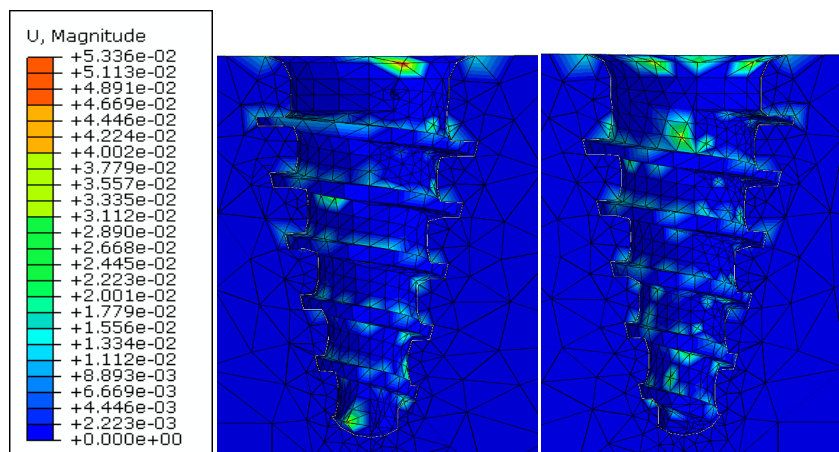 U, Magnitude
+5.336e-02
+5.113e-02
+4.891e-02
+4.669e-02
+4.446e-02
+4.224e-02
+4.002e-02
+3.779e-02
+3.557e-02
+3.335e-02
+3.112e-02
+2.890e-02
+2.668e-02
+2.445e-02
+2.223e-02
+2.001e-02
+1.779e-02
+1.556e-02
+1.334e-02
+1.112e-02
+8.893e-03
+6.669e-03
+4.446e-03
+2.223e-03
+0.000e+00